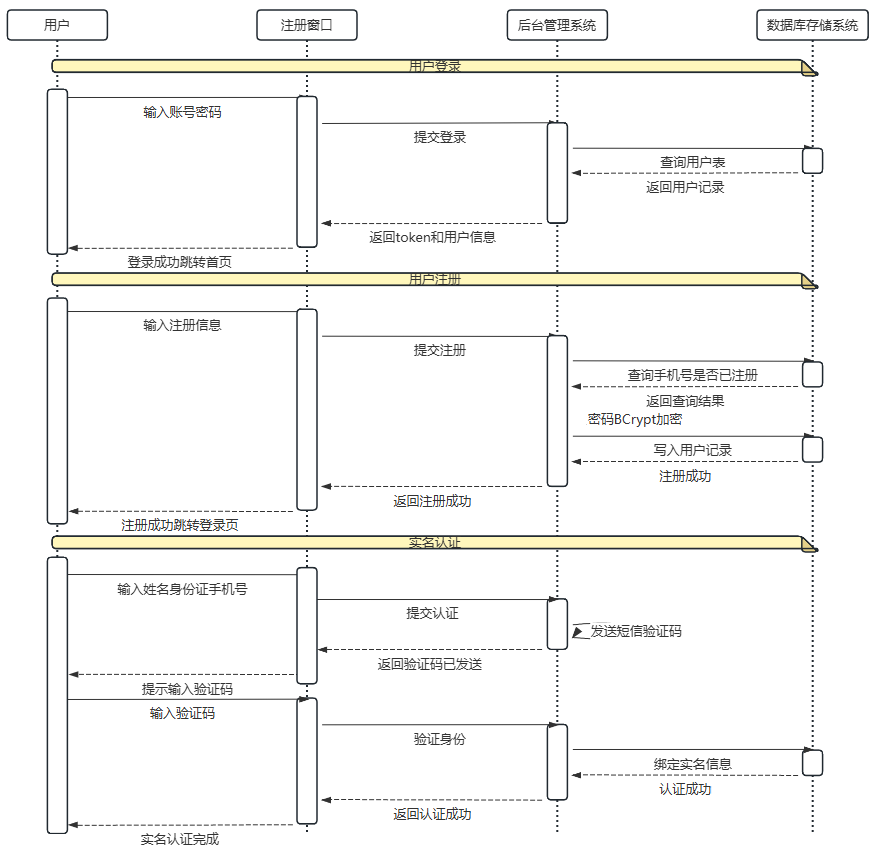 用户
注册窗口
后台管理系统
数据库存储系统
用户登录
输入账号密码
提交登录
查询用户表
返回用户记录
返回token和用户信息
登录成功跳转首页
用户注册
输入注册信息
提交注册
查询手机号是否已注册
返回查询结果
密码BCrypt加密
写入用户记录
注册成功
返回注册成功
注册成功跳转登录页
实名认证
输入姓名身份证手机号
提交认证
发送短信验证码
返回验证码已发送
提示输入验证码
输入验证码
验证身份
绑定实名信息
认证成功
返回认证成功
实名认证完成